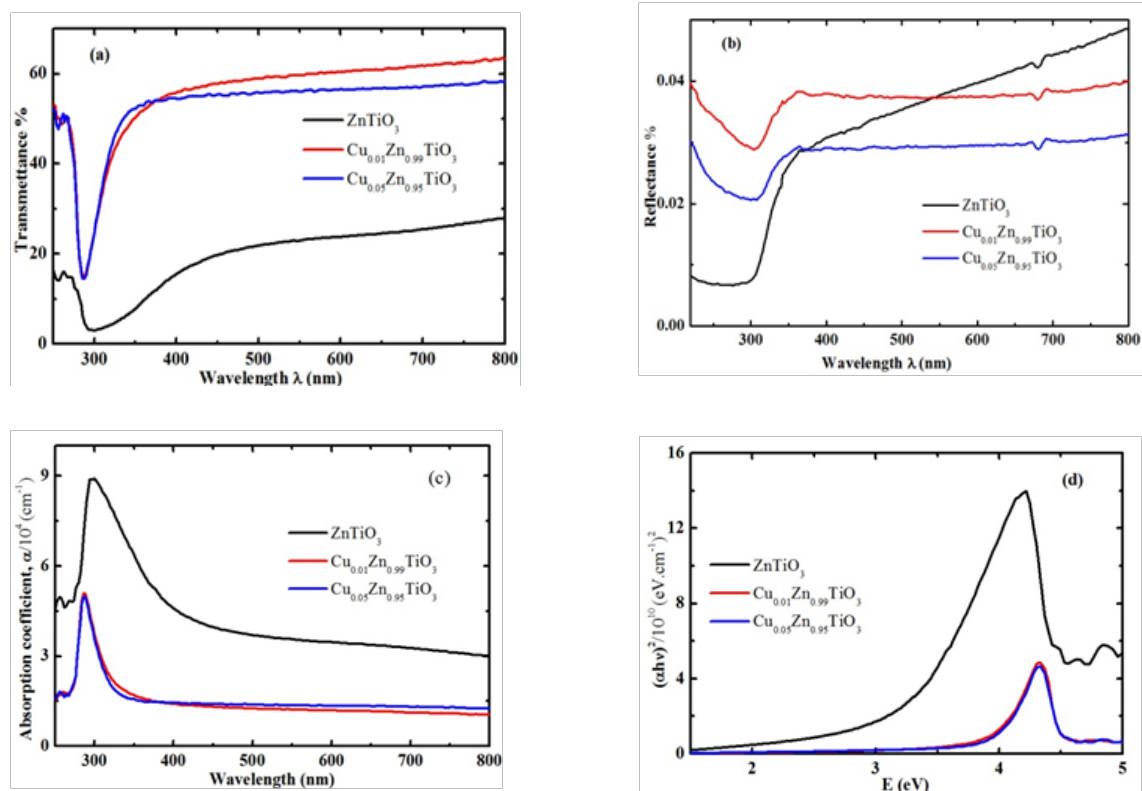 (a)
Transmettance %
60
40
20
0
ZnTiO₃
Cu₀.₀₁Zn₀.₉₉TiO₃
Cu₀.₀₅Zn₀.₉₅TiO₃
300 400 500 600 700 800
Wavelength λ (nm)
(b)
Reflectance %
0.04
0.02
0.00
ZnTiO₃
Cu₀.₀₁Zn₀.₉₉TiO₃
Cu₀.₀₅Zn₀.₉₅TiO₃
300 400 500 600 700 800
Wavelength λ (nm)
(c)
Absorption coefficient, α/10⁴ (cm⁻¹)
9
6
3
0
ZnTiO₃
Cu₀.₀₁Zn₀.₉₉TiO₃
Cu₀.₀₅Zn₀.₉₅TiO₃
300 400 500 600 700 800
Wavelength (nm)
(d)
(αhν)²/10¹⁰ (eV.cm⁻¹)²
16
12
8
4
0
ZnTiO₃
Cu₀.₀₁Zn₀.₉₉TiO₃
Cu₀.₀₅Zn₀.₉₅TiO₃
2 3 4 5
E (eV)